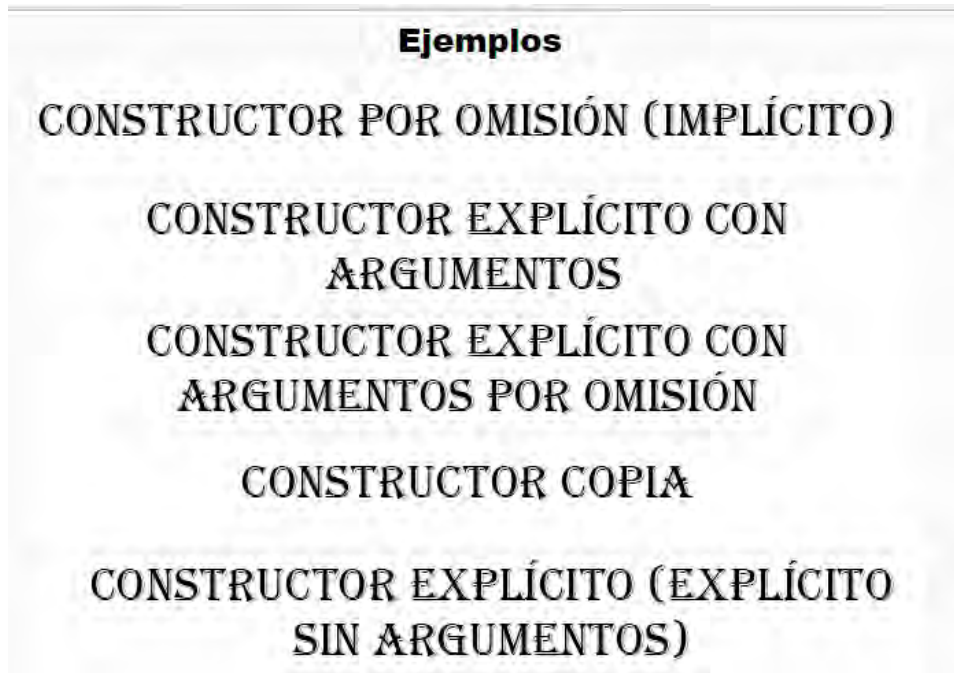 Ejemplos
CONSTRUCTOR POR OMISIÓN (IMPLÍCITO)
CONSTRUCTOR EXPLÍCITO CON
ARGUMENTOS
CONSTRUCTOR EXPLÍCITO CON
ARGUMENTOS POR OMISIÓN
CONSTRUCTOR COPIA
CONSTRUCTOR EXPLÍCITO (EXPLÍCITO
SIN ARGUMENTOS)